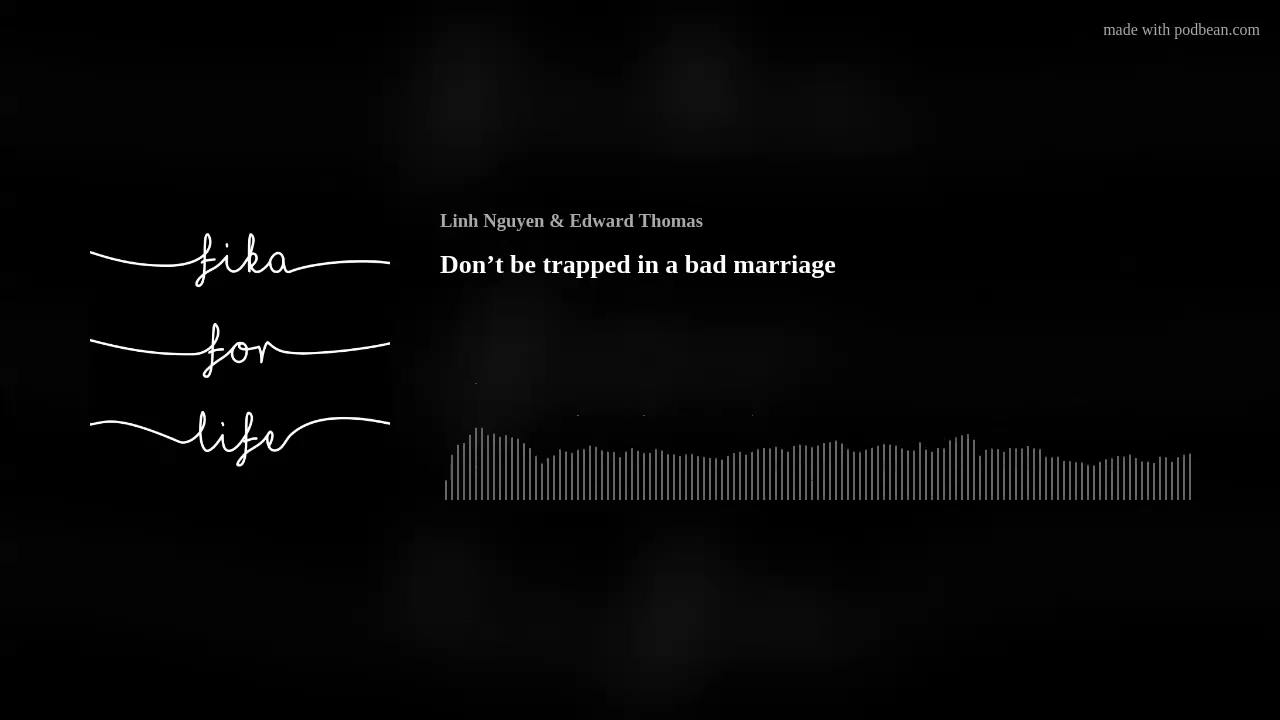 made with podbean.com
fika
for
life
Linh Nguyen & Edward Thomas
Don’t be trapped in a bad marriage